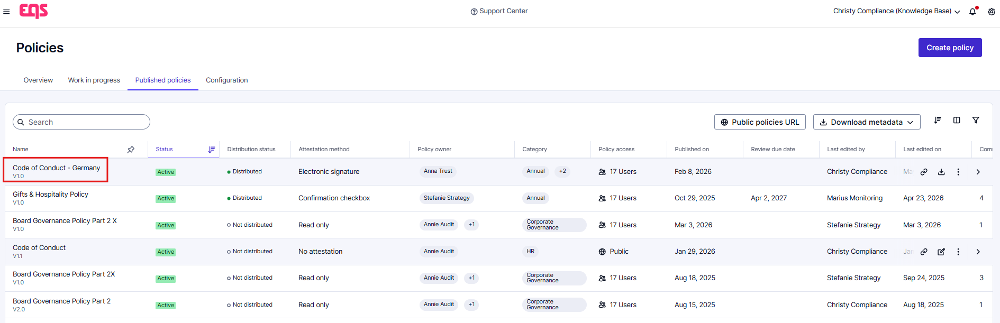 EQS
Support Center
Christy Compliance (Knowledge Base)
Policies
Create policy
Overview Work in progress Published policies Configuration
Search
Public policies URL Download metadata
Name Status Distribution status Attestation method Policy owner Category Policy access Published on Review due date Last edited by Last edited on Com
Code of Conduct - Germany Active Distributed Electronic signature Anna Trust Annual +2 17 Users Feb 8, 2026 Christy Compliance Ma
V1.0
Gifts & Hospitality Policy Active Distributed Confirmation checkbox Stefanie Strategy Annual 17 Users Oct 29, 2025 Apr 2, 2027 Marius Monitoring Apr 23, 2026 4
V1.0
Board Governance Policy Part 2 X Active Not distributed Read only Annie Audit +1 Corporate Governance 17 Users Mar 3, 2026 Stefanie Strategy Mar 3, 2026 1
V1.0
Code of Conduct Active Not distributed No attestation Annie Audit HR Public Jan 29, 2026 Christy Compliance Jan
V1.1
Board Governance Policy Part 2X Active Not distributed Read only Annie Audit +1 Corporate Governance 17 Users Aug 18, 2025 Stefanie Strategy Sep 24, 2025 3
V1.0
Board Governance Policy Part 2 Active Not distributed Read only Annie Audit +1 Corporate Governance 17 Users Aug 15, 2025 Christy Compliance Aug 18, 2025 1
V2.0